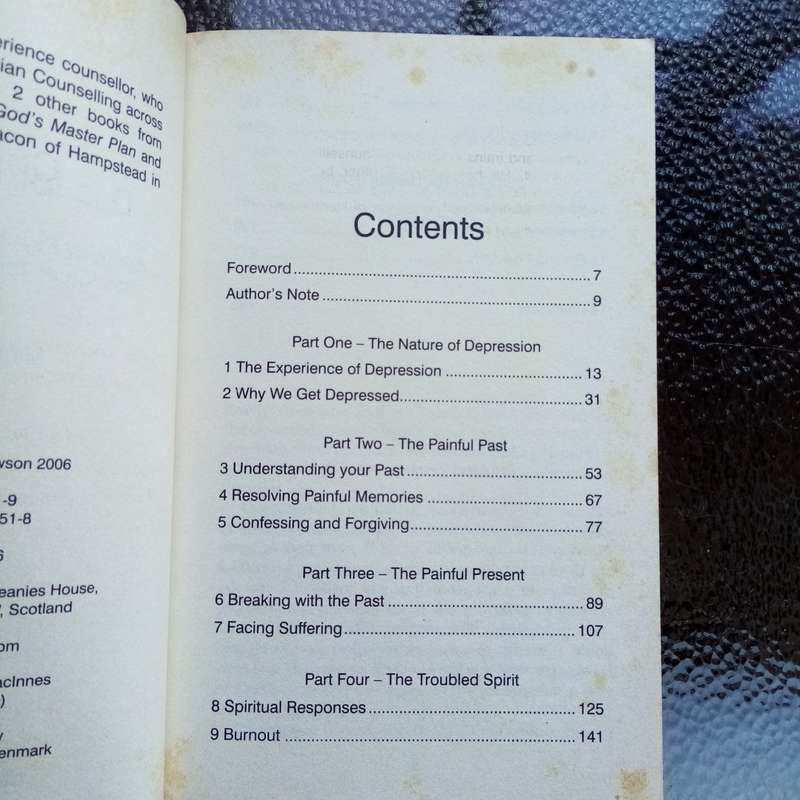 erience counsellor, who
ian Counselling across
2 other books from
God's Master Plan and
acon of Hampstead in
wson 2006
-9
51-8
6
eanies House,
, Scotland
om
acInnes
)
y
enmark
Contents
Foreword ........ 7
Author's Note ........ 9
Part One – The Nature of Depression
1 The Experience of Depression ........ 13
2 Why We Get Depressed ........ 31
Part Two – The Painful Past
3 Understanding your Past ........ 53
4 Resolving Painful Memories ........ 67
5 Confessing and Forgiving ........ 77
Part Three – The Painful Present
6 Breaking with the Past ........ 89
7 Facing Suffering ........ 107
Part Four – The Troubled Spirit
8 Spiritual Responses ........ 125
9 Burnout ........ 141